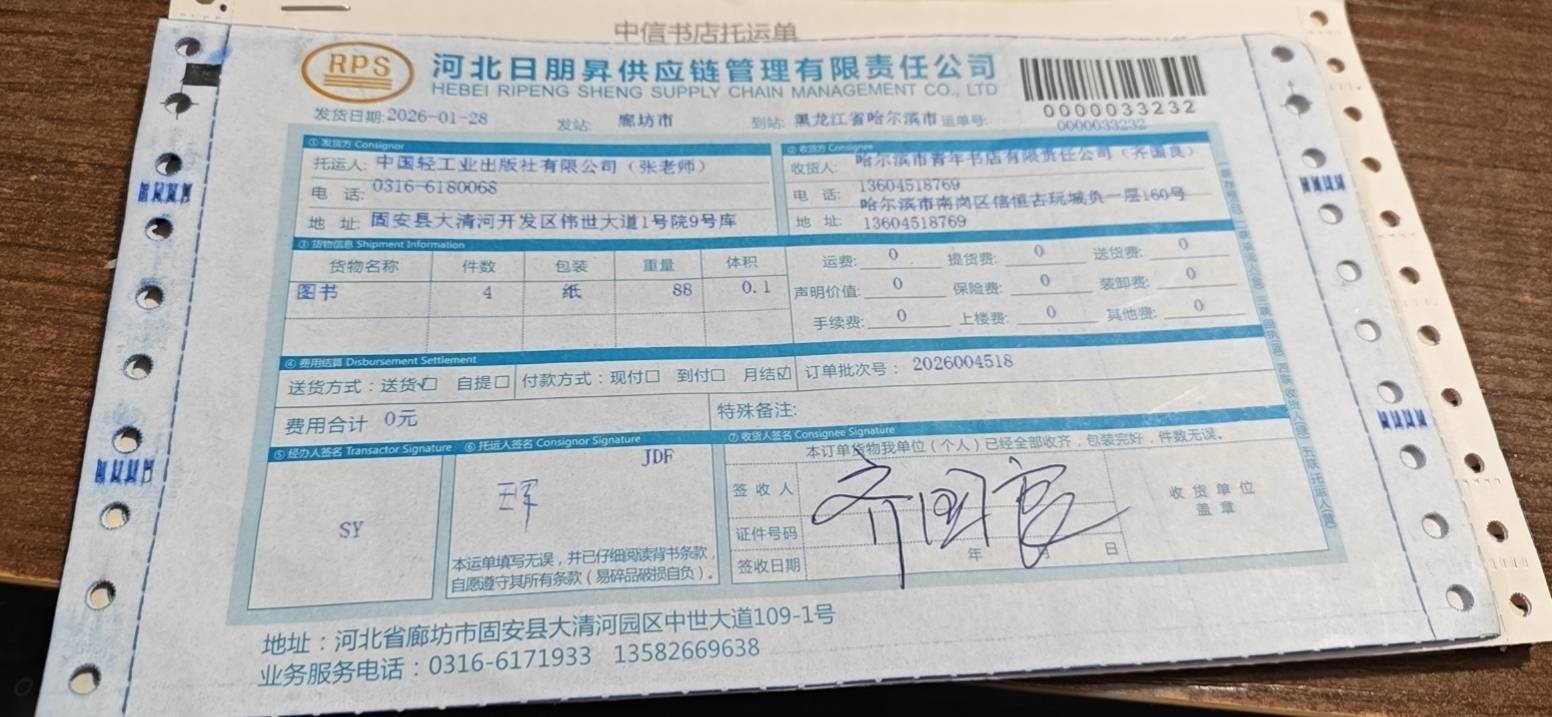 中信书店托运单
RPS
河北日朋昇供应链管理有限责任公司
HEBEI RIPENG SHENG SUPPLY CHAIN MANAGEMENT CO., LTD
0000033232
发货日期:2026-01-28 发站: 廊坊市 到站: 黑龙江省哈尔滨市 运单号: 0000033232
① 发货方 Consignor
托运人: 中国轻工业出版社有限公司（张老师）
电 话: 0316-6180068
地 址: 固安县大清河开发区伟世大道1号院9号库
② 收货方 Consignee
收货人: 哈尔滨市青年书店有限责任公司（齐国良）
电 话: 13604518769
地 址: 哈尔滨市南岗区信恒古玩城负一层160号
13604518769
③ 货物信息 Shipment Information
货物名称 件数 包装 重量 体积
图书 4 纸 88 0.1
运费: 0 提货费: 0 送货费: 0
声明价值: 0 保险费: 0 装卸费: 0
手续费: 0 上楼费: 0 其他费: 0
④ 费用结算 Disbursement Settlement
送货方式：送货☑ 自提☐ 付款方式：现付☐ 到付☐ 月结☑ 订单批次号： 2026004518
费用合计 0元 特殊备注:
⑤ 经办人签名 Transactor Signature
SY
⑥ 托运人签名 Consignor Signature
JDF
本运单填写无误，并已仔细阅读背书条款，
自愿遵守其所有条款（易碎品破损自负）。
⑦ 收货人签名 Consignee Signature
本订单货物我单位（个人）已经全部收齐，包装完好，件数无误。
签 收 人 齐国良
证件号码
签收日期 年 月 日
收 货 单 位
盖 章
地址：河北省廊坊市固安县大清河园区中世大道109-1号
业务服务电话：0316-6171933 13582669638